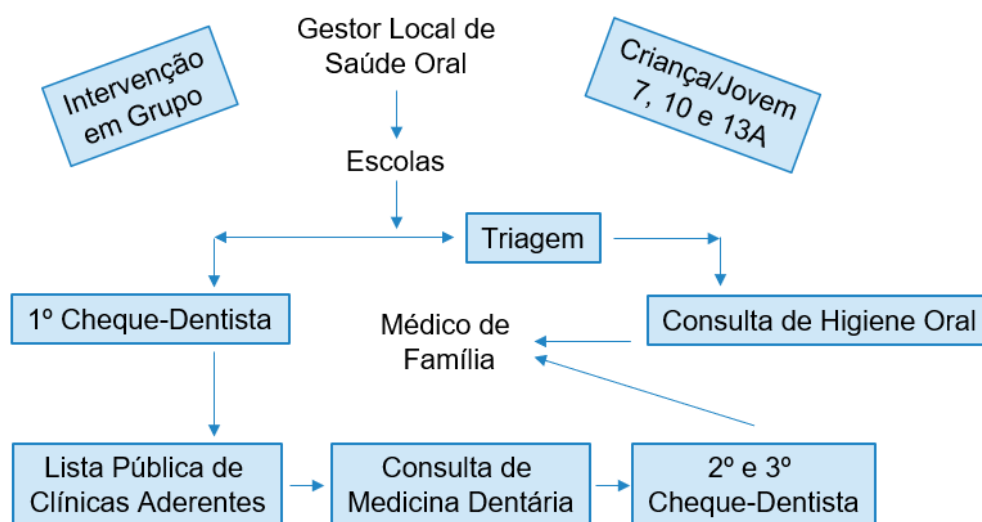 Gestor Local de
Saúde Oral
Intervenção
em Grupo
Criança/Jovem
7, 10 e 13A
Escolas
Triagem
1º Cheque-Dentista
Médico de
Família
Consulta de Higiene Oral
Lista Pública de
Clínicas Aderentes
Consulta de
Medicina Dentária
2º e 3º
Cheque-Dentista